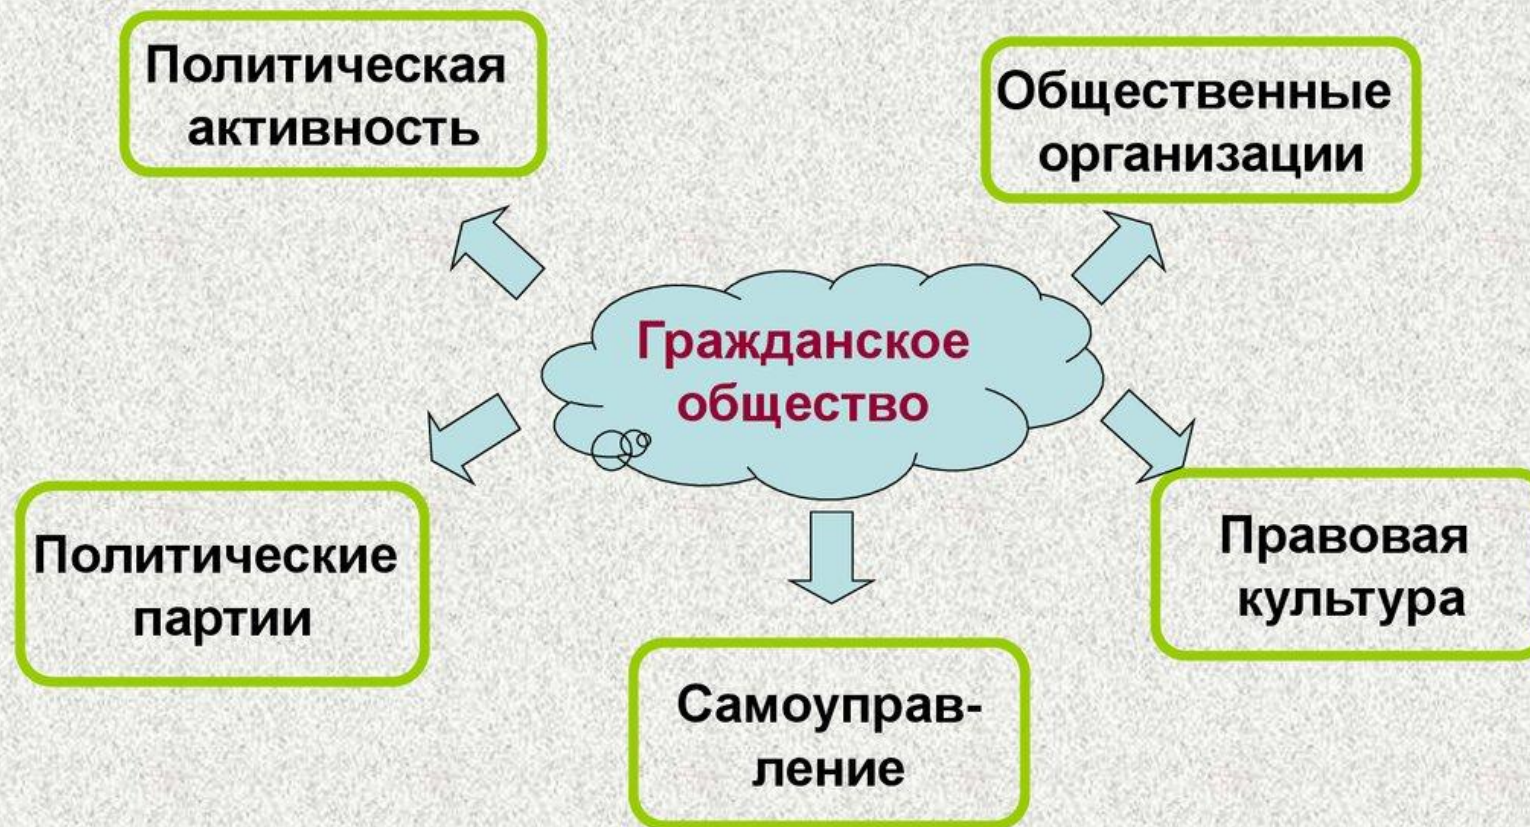 Политическая
активность
Общественные
организации
Гражданское
общество
Политические
партии
Правовая
культура
Самоуправ-
ление